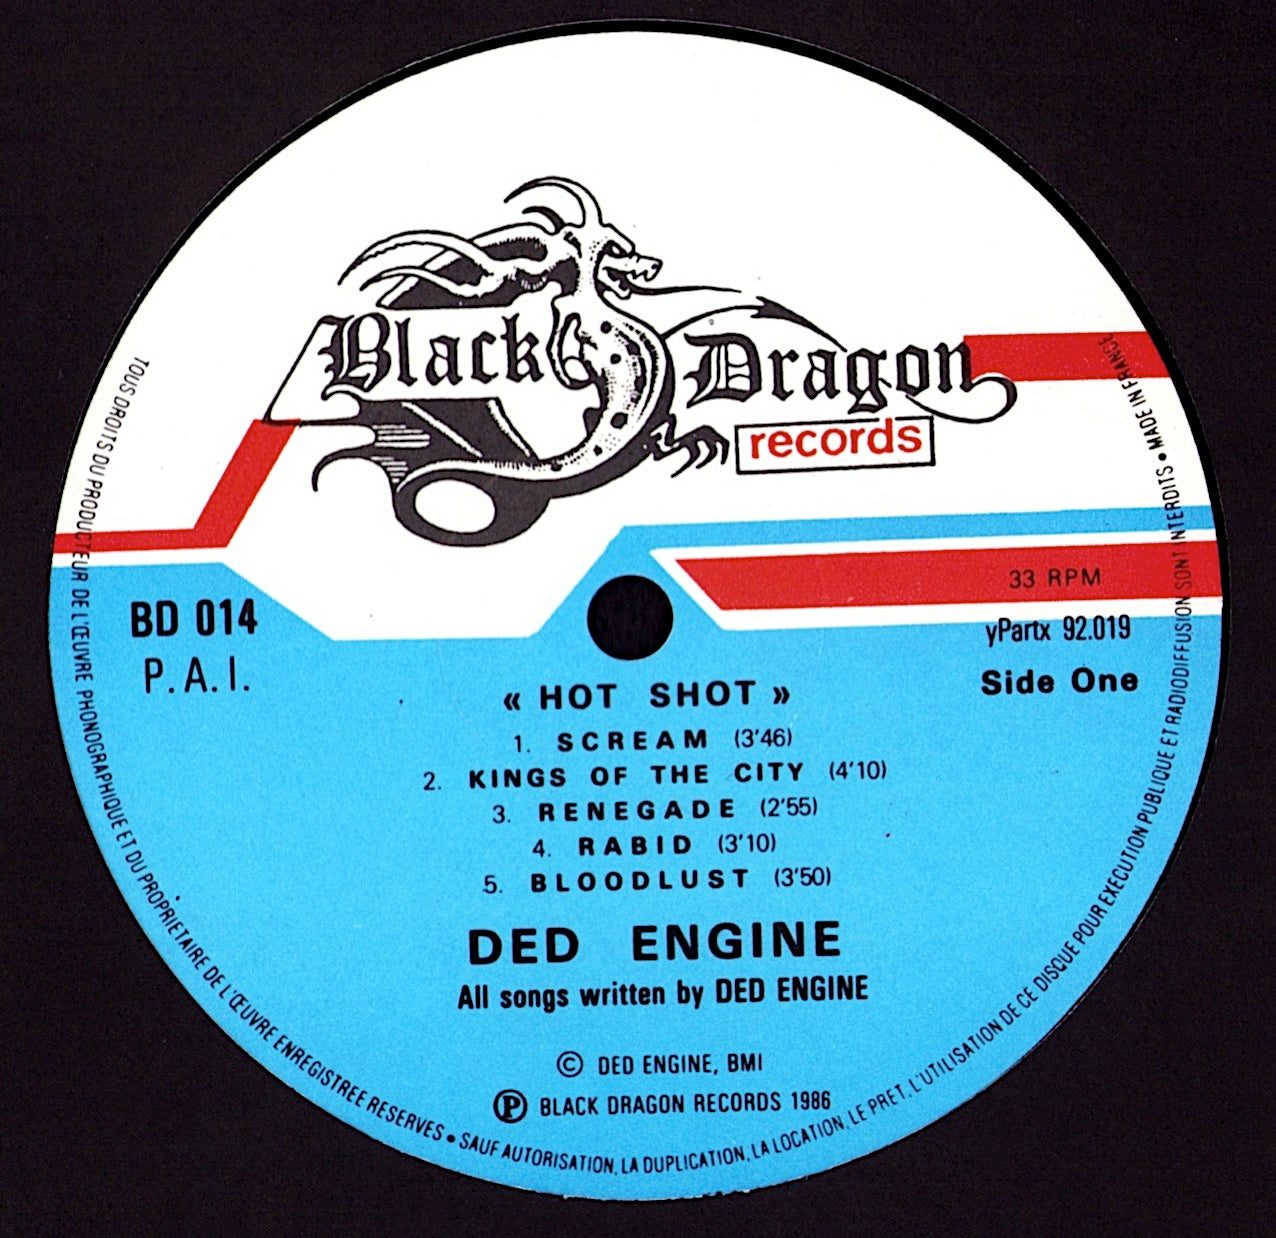 Black Dragon
records
33 RPM
BD 014
P.A.I.
yPartx 92.019
Side One
« HOT SHOT »
1. SCREAM (3'46)
2. KINGS OF THE CITY (4'10)
3. RENEGADE (2'55)
4. RABID (3'10)
5. BLOODLUST (3'50)
DED ENGINE
All songs written by DED ENGINE
© DED ENGINE, BMI
Ⓟ BLACK DRAGON RECORDS 1986
TOUS DROITS DU PRODUCTEUR DE L'ŒUVRE PHONOGRAPHIQUE ET DU PROPRIETAIRE DE L'ŒUVRE ENREGISTREE RESERVES • SAUF AUTORISATION, LA DUPLICATION, LA LOCATION, LE PRET, L'UTILISATION DE CE DISQUE POUR EXECUTION PUBLIQUE ET RADIODIFFUSION SONT INTERDITS • MADE IN FRANCE